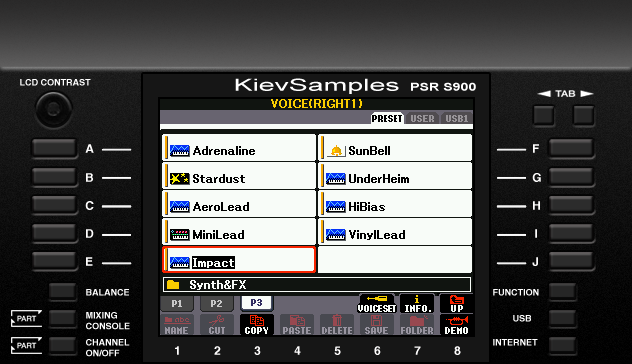 LCD CONTRAST
KievSamples PSR S900
TAB
VOICE(RIGHT1)
PRESET USER USB1
A Adrenaline SunBell F
B Stardust UnderHeim G
C AeroLead HiBias H
D MiniLead VinylLead I
E Impact J
Synth&FX
BALANCE P1 P2 P3 VOICESET INFO. UP FUNCTION
PART MIXING CONSOLE NAME CUT COPY PASTE DELETE SAVE FOLDER DEMO USB
PART CHANNEL ON/OFF INTERNET
1 2 3 4 5 6 7 8